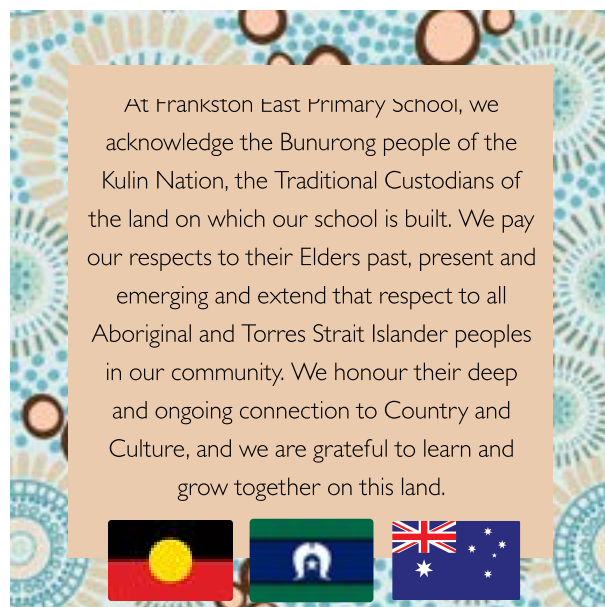 At Frankston East Primary School, we
acknowledge the Bunurong people of the
Kulin Nation, the Traditional Custodians of
the land on which our school is built. We pay
our respects to their Elders past, present and
emerging and extend that respect to all
Aboriginal and Torres Strait Islander peoples
in our community. We honour their deep
and ongoing connection to Country and
Culture, and we are grateful to learn and
grow together on this land.